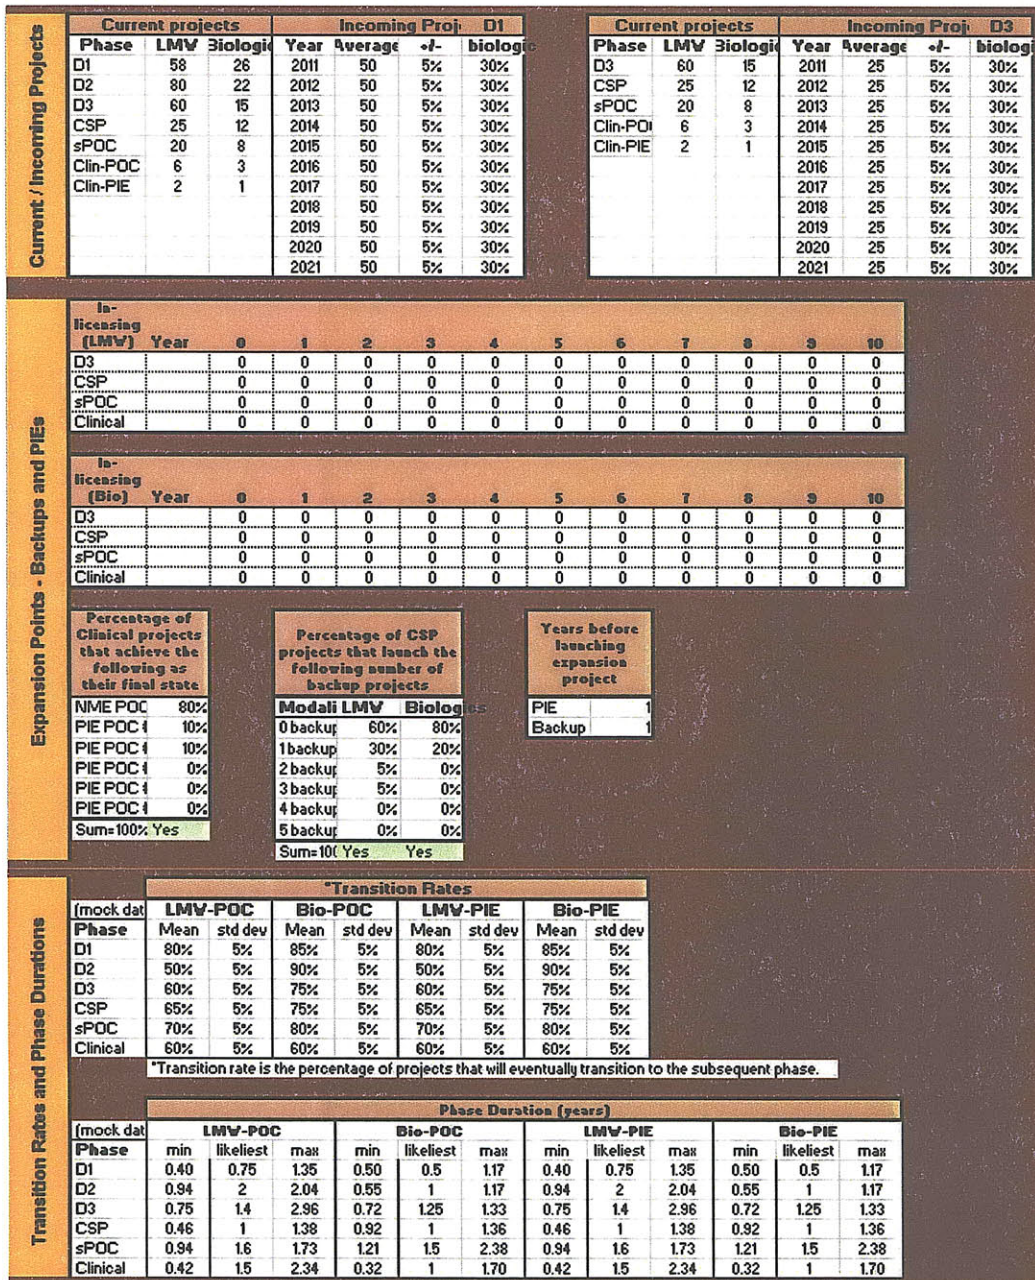 Current / Incoming Projects
Current projects Incoming Proj D1
Phase LMW Biologic Year Average +/- biologic
D1 58 26 2011 50 5% 30%
D2 80 22 2012 50 5% 30%
D3 60 15 2013 50 5% 30%
CSP 25 12 2014 50 5% 30%
sPOC 20 8 2015 50 5% 30%
Clin-POC 6 3 2016 50 5% 30%
Clin-PIE 2 1 2017 50 5% 30%
2018 50 5% 30%
2019 50 5% 30%
2020 50 5% 30%
2021 50 5% 30%
Current projects Incoming Proj D3
Phase LMW Biologi Year Average +/- biolog
D3 60 15 2011 25 5% 30%
CSP 25 12 2012 25 5% 30%
sPOC 20 8 2013 25 5% 30%
Clin-PO 6 3 2014 25 5% 30%
Clin-PIE 2 1 2015 25 5% 30%
2016 25 5% 30%
2017 25 5% 30%
2018 25 5% 30%
2019 25 5% 30%
2020 25 5% 30%
2021 25 5% 30%
Expansion Points - Backups and PIEs
In-
licensing
(LMW) Year 0 1 2 3 4 5 6 7 8 9 10
D3 0 0 0 0 0 0 0 0 0 0 0
CSP 0 0 0 0 0 0 0 0 0 0 0
sPOC 0 0 0 0 0 0 0 0 0 0 0
Clinical 0 0 0 0 0 0 0 0 0 0 0
In-
licensing
(Bio) Year 0 1 2 3 4 5 6 7 8 9 10
D3 0 0 0 0 0 0 0 0 0 0 0
CSP 0 0 0 0 0 0 0 0 0 0 0
sPOC 0 0 0 0 0 0 0 0 0 0 0
Clinical 0 0 0 0 0 0 0 0 0 0 0
Percentage of
Clinical projects
that achieve the
following as
their final state
NME POC 80%
PIE POC 10%
PIE POC 10%
PIE POC 0%
PIE POC 0%
PIE POC 0%
Sum=100% Yes
Percentage of CSP
projects that launch the
following number of
backup projects
Modali LMW Biologics
0 backup 60% 80%
1 backup 30% 20%
2 backup 5% 0%
3 backup 5% 0%
4 backup 0% 0%
5 backup 0% 0%
Sum=10( Yes Yes
Years before
launching
expansion
project
PIE 1
Backup 1
Transition Rates and Phase Durations
*Transition Rates
(mock dat LMW-POC Bio-POC LMW-PIE Bio-PIE
Phase Mean std dev Mean std dev Mean std dev Mean std dev
D1 80% 5% 85% 5% 80% 5% 85% 5%
D2 50% 5% 90% 5% 50% 5% 90% 5%
D3 60% 5% 75% 5% 60% 5% 75% 5%
CSP 65% 5% 75% 5% 65% 5% 75% 5%
sPOC 70% 5% 80% 5% 70% 5% 80% 5%
Clinical 60% 5% 60% 5% 60% 5% 60% 5%
*Transition rate is the percentage of projects that will eventually transition to the subsequent phase.
Phase Duration (years)
(mock dat LMW-POC Bio-POC LMW-PIE Bio-PIE
Phase min likeliest max min likeliest max min likeliest max min likeliest max
D1 0.40 0.75 1.35 0.50 0.5 1.17 0.40 0.75 1.35 0.50 0.5 1.17
D2 0.94 2 2.04 0.55 1 1.17 0.94 2 2.04 0.55 1 1.17
D3 0.75 1.4 2.96 0.72 1.25 1.33 0.75 1.4 2.96 0.72 1.25 1.33
CSP 0.46 1 1.38 0.92 1 1.36 0.46 1 1.38 0.92 1 1.36
sPOC 0.94 1.6 1.73 1.21 1.5 2.38 0.94 1.6 1.73 1.21 1.5 2.38
Clinical 0.42 1.5 2.34 0.32 1 1.70 0.42 1.5 2.34 0.32 1 1.70